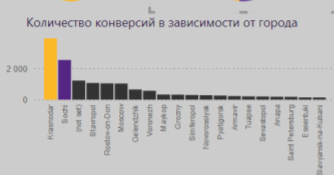 Количество конверсий в зависимости от города
2 000
0
Krasnodar
Sochi
(not set)
Stavropol
Rostov-on-Don
Moscow
Gelendzhik
Voronezh
Maykop
Grozny
Simferopol
Novorossiysk
Pyatigorsk
Armavir
Tuapse
Sevastopol
Anapa
Saint Petersburg
Essentuki
Slavyansk-na-Kubani